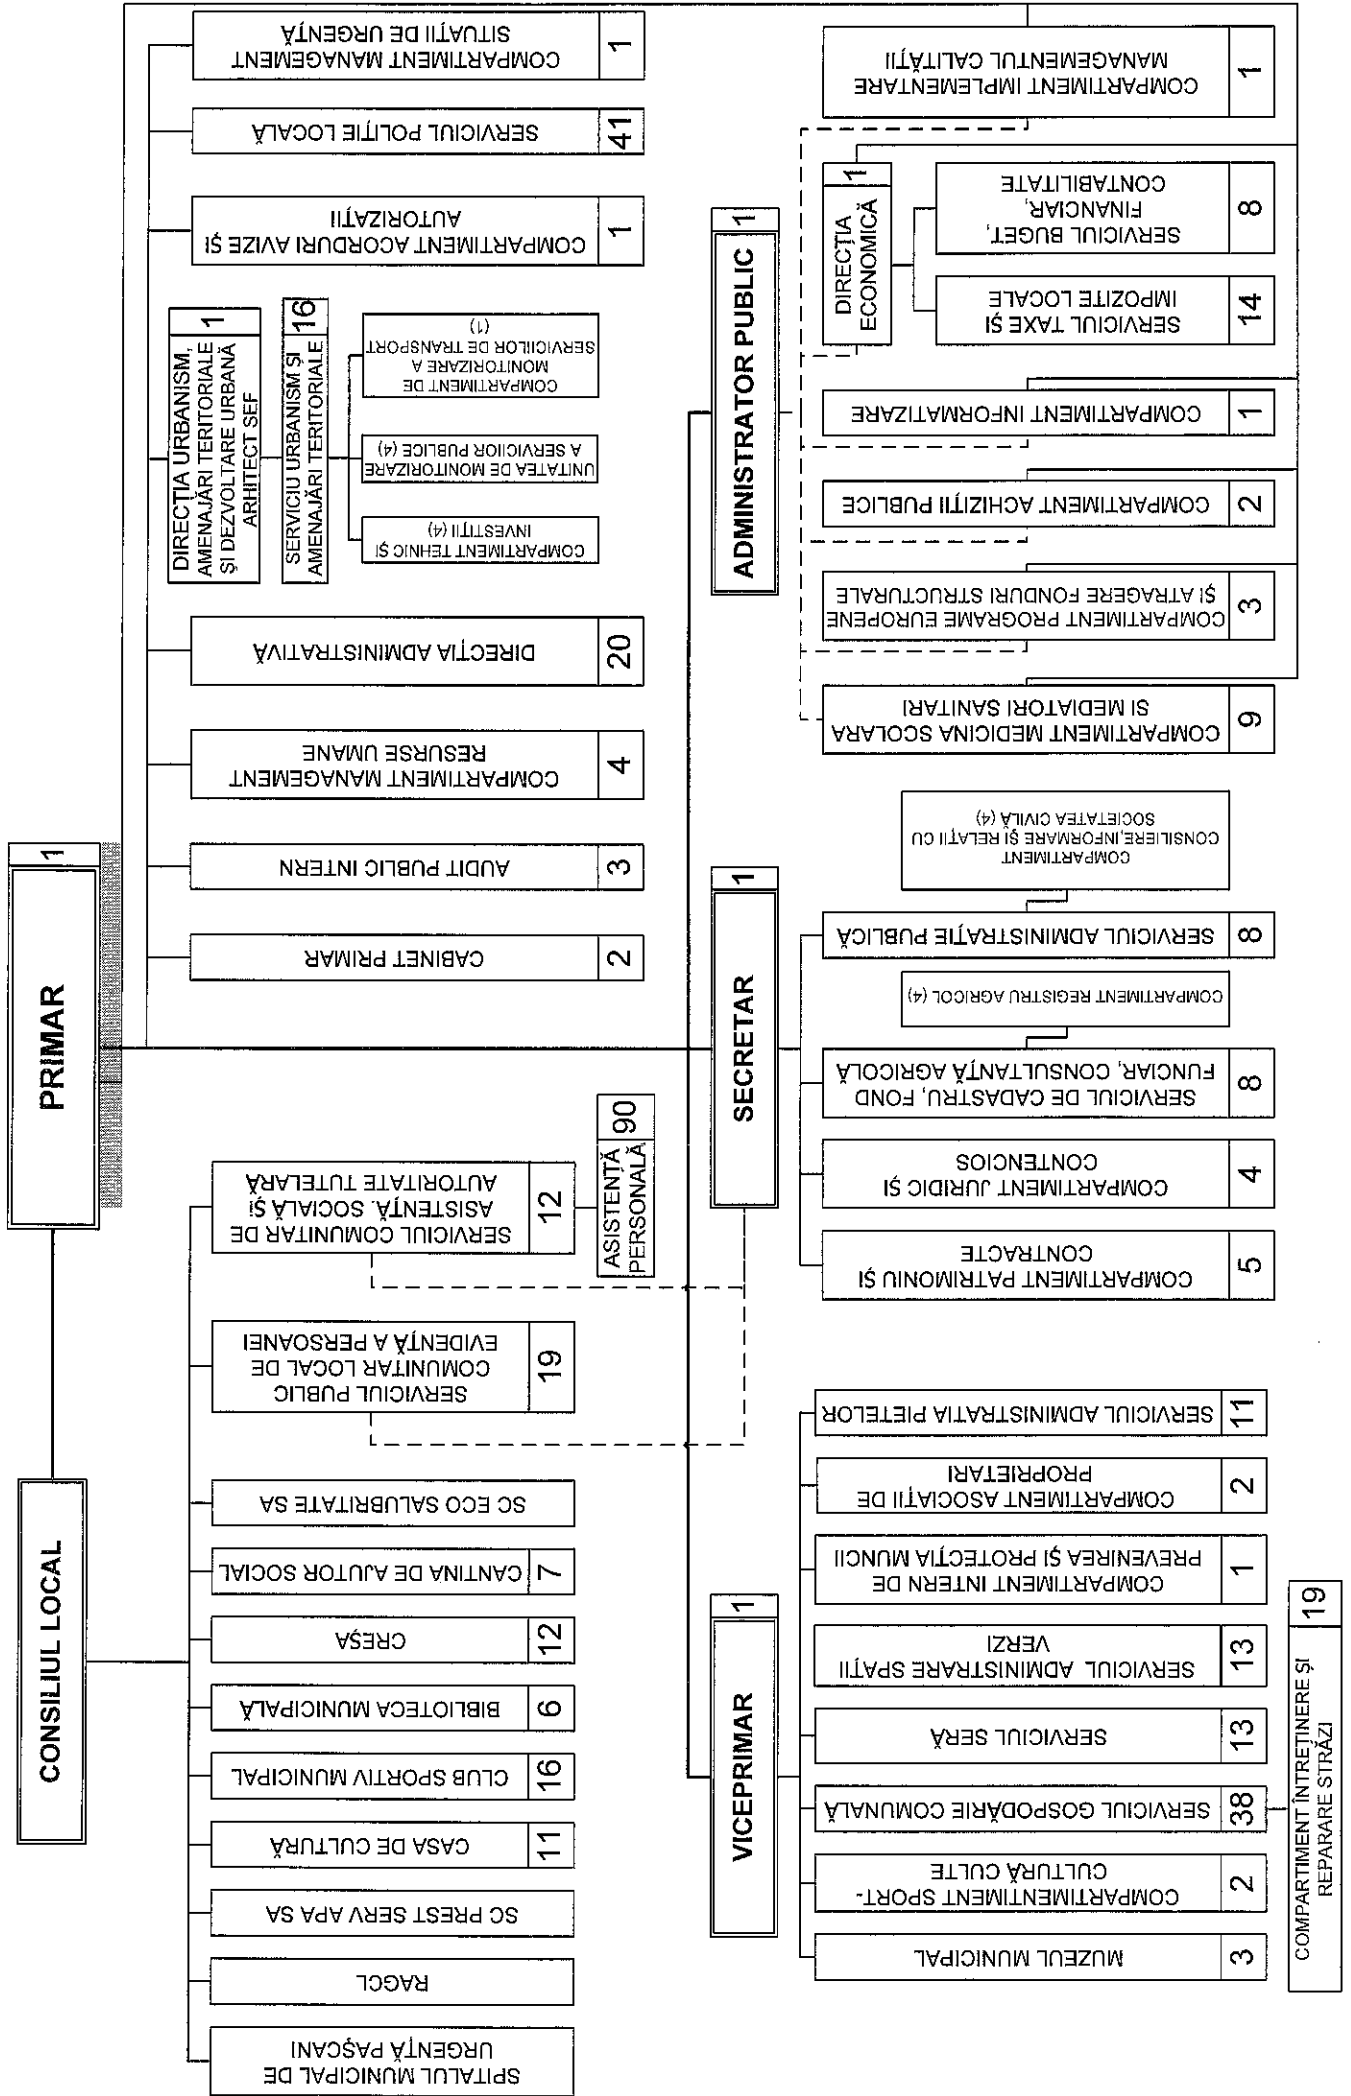 CONSILIUL LOCAL
PRIMAR
1
SPITALUL MUNICIPAL DE
URGENȚĂ PAȘCANI
RAGCL
SC PREST SERV APA SA
CASA DE CULTURĂ
11
CLUB SPORTIV MUNICIPAL
16
BIBLIOTECA MUNICIPALĂ
6
CREȘA
12
CANTINA DE AJUTOR SOCIAL
7
SC ECO SALUBRITATE SA
SERVICIUL PUBLIC
COMUNITAR LOCAL DE
EVIDENȚĂ A PERSOANEI
19
SERVICIUL COMUNITAR DE
ASISTENȚĂ. SOCIALĂ ȘI
AUTORITATE TUTELARĂ
12
ASISTENȚĂ
PERSONALĂ
90
CABINET PRIMAR
2
AUDIT PUBLIC INTERN
3
COMPARTIMENT MANAGEMENT
RESURSE UMANE
4
DIRECȚIA ADMINISTRATIVĂ
20
DIRECȚIA URBANISM,
AMENAJĂRI TERITORIALE
ȘI DEZVOLTARE URBANĂ
ARHITECT SEF
1
SERVICIU URBANISM ȘI
AMENAJĂRI TERITORIALE
16
COMPARTIMENT TEHNIC ȘI
INVESTIȚII (4)
UNITATEA DE MONITORIZARE
A SERVICIIOR PUBLICE (4)
COMPARTIMENT DE
MONITORIZARE A
SERVICIILOR DE TRANSPORT
(1)
COMPARTIMENT ACORDURI AVIZE ȘI
AUTORIZAȚII
1
SERVICIUL POLIȚIE LOCALĂ
41
COMPARTIMENT MANAGEMENT
SITUAȚII DE URGENȚĂ
1
VICEPRIMAR
1
SECRETAR
1
ADMINISTRATOR PUBLIC
1
MUZEUL MUNICIPAL
3
COMPARTIMENTIMENT SPORT-
CULTURĂ CULTE
2
SERVICIUL GOSPODĂRIE COMUNALĂ
38
COMPARTIMENT ÎNTREȚINERE ȘI
REPARARE STRĂZI
19
SERVICIUL SERĂ
13
SERVICIUL ADMINISTRARE SPAȚII
VERZI
13
COMPARTIMENT INTERN DE
PREVENIREA ȘI PROTECȚIA MUNCII
1
COMPARTIMENT ASOCIAȚII DE
PROPRIETARI
2
SERVICIUL ADMINISTRATIA PIETELOR
11
COMPARTIMENT PATRIMONIU ȘI
CONTRACTE
5
COMPARTIMENT JURIDIC ȘI
CONTENCIOS
4
SERVICIUL DE CADASTRU, FOND
FUNCIAR, CONSULTANȚĂ AGRICOLĂ
8
COMPARTIMENT REGISTRU AGRICOL (4)
SERVICIUL ADMINISTRAȚIE PUBLICĂ
8
COMPARTIMENT
CONSILIERE,INFORMARE ȘI RELAȚII CU
SOCIETATEA CIVILĂ (4)
COMPARTIMENT MEDICINA SCOLARA
SI MEDIATORI SANITARI
9
COMPARTIMENT PROGRAME EUROPENE
ȘI ATRAGERE FONDURI STRUCTURALE
3
COMPARTIMENT ACHIZIȚII PUBLICE
2
COMPARTIMENT INFORMATIZARE
1
DIRECȚIA
ECONOMICĂ
1
SERVICIUL TAXE ȘI
IMPOZITE LOCALE
14
SERVICIUL BUGET,
FINANCIAR,
CONTABILITATE
8
COMPARTIMENT IMPLEMENTARE
MANAGEMENTUL CALITĂȚII
1